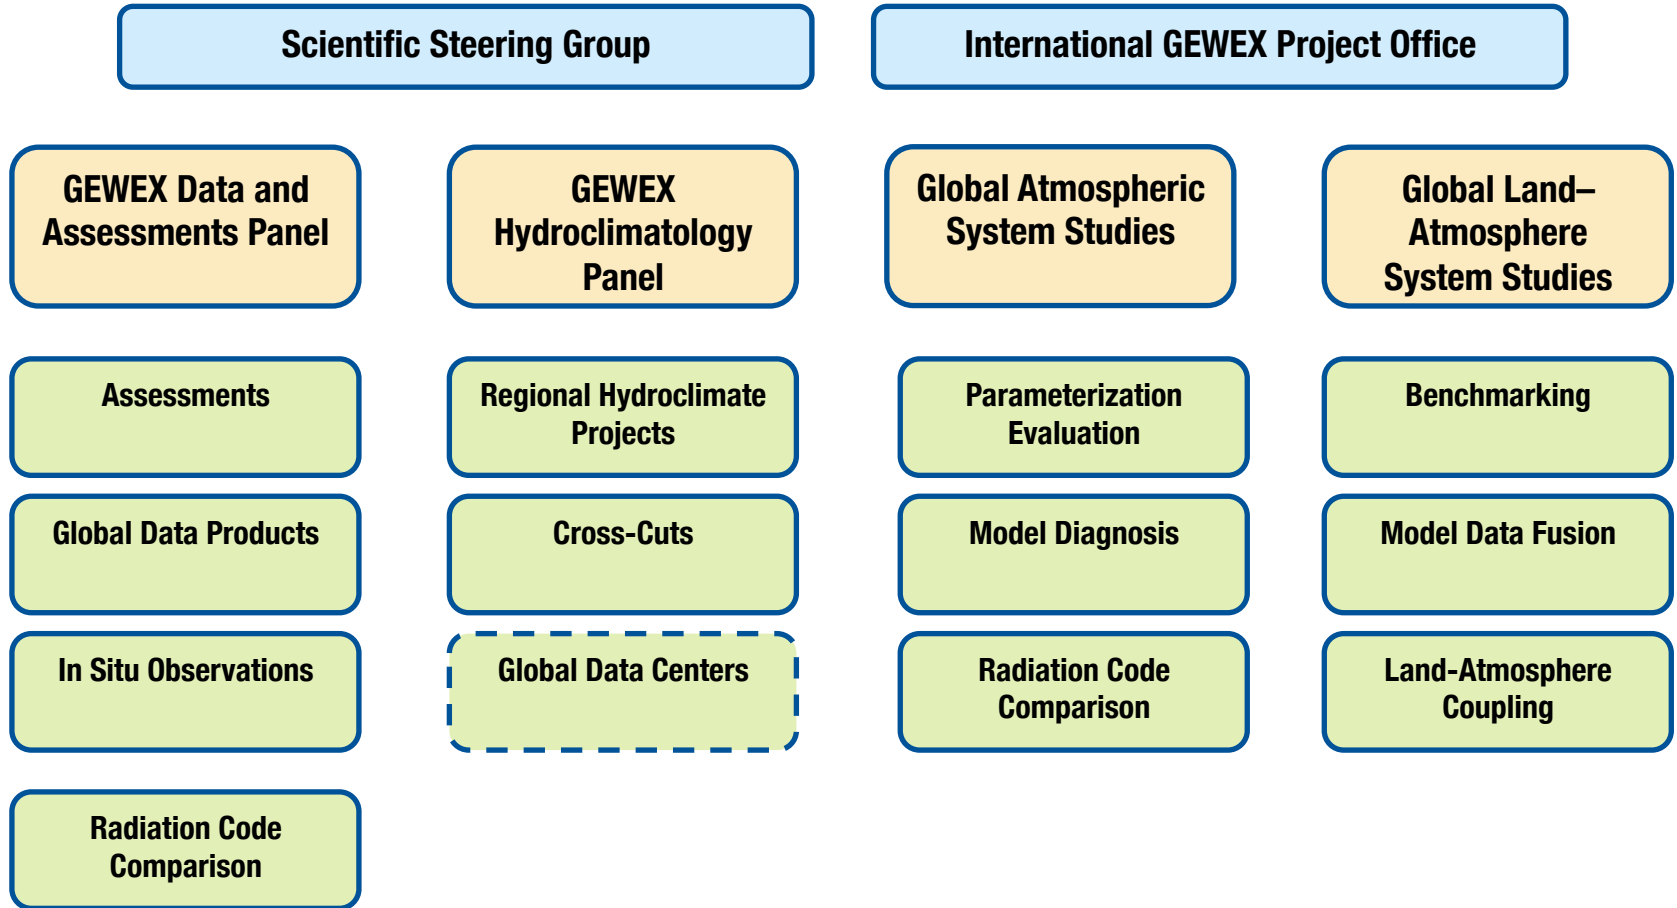 Scientific Steering Group
International GEWEX Project Office
GEWEX Data and
Assessments Panel
GEWEX
Hydroclimatology
Panel
Global Atmospheric
System Studies
Global Land–
Atmosphere
System Studies
Assessments
Regional Hydroclimate
Projects
Parameterization
Evaluation
Benchmarking
Global Data Products
Cross-Cuts
Model Diagnosis
Model Data Fusion
In Situ Observations
Global Data Centers
Radiation Code
Comparison
Land-Atmosphere
Coupling
Radiation Code
Comparison